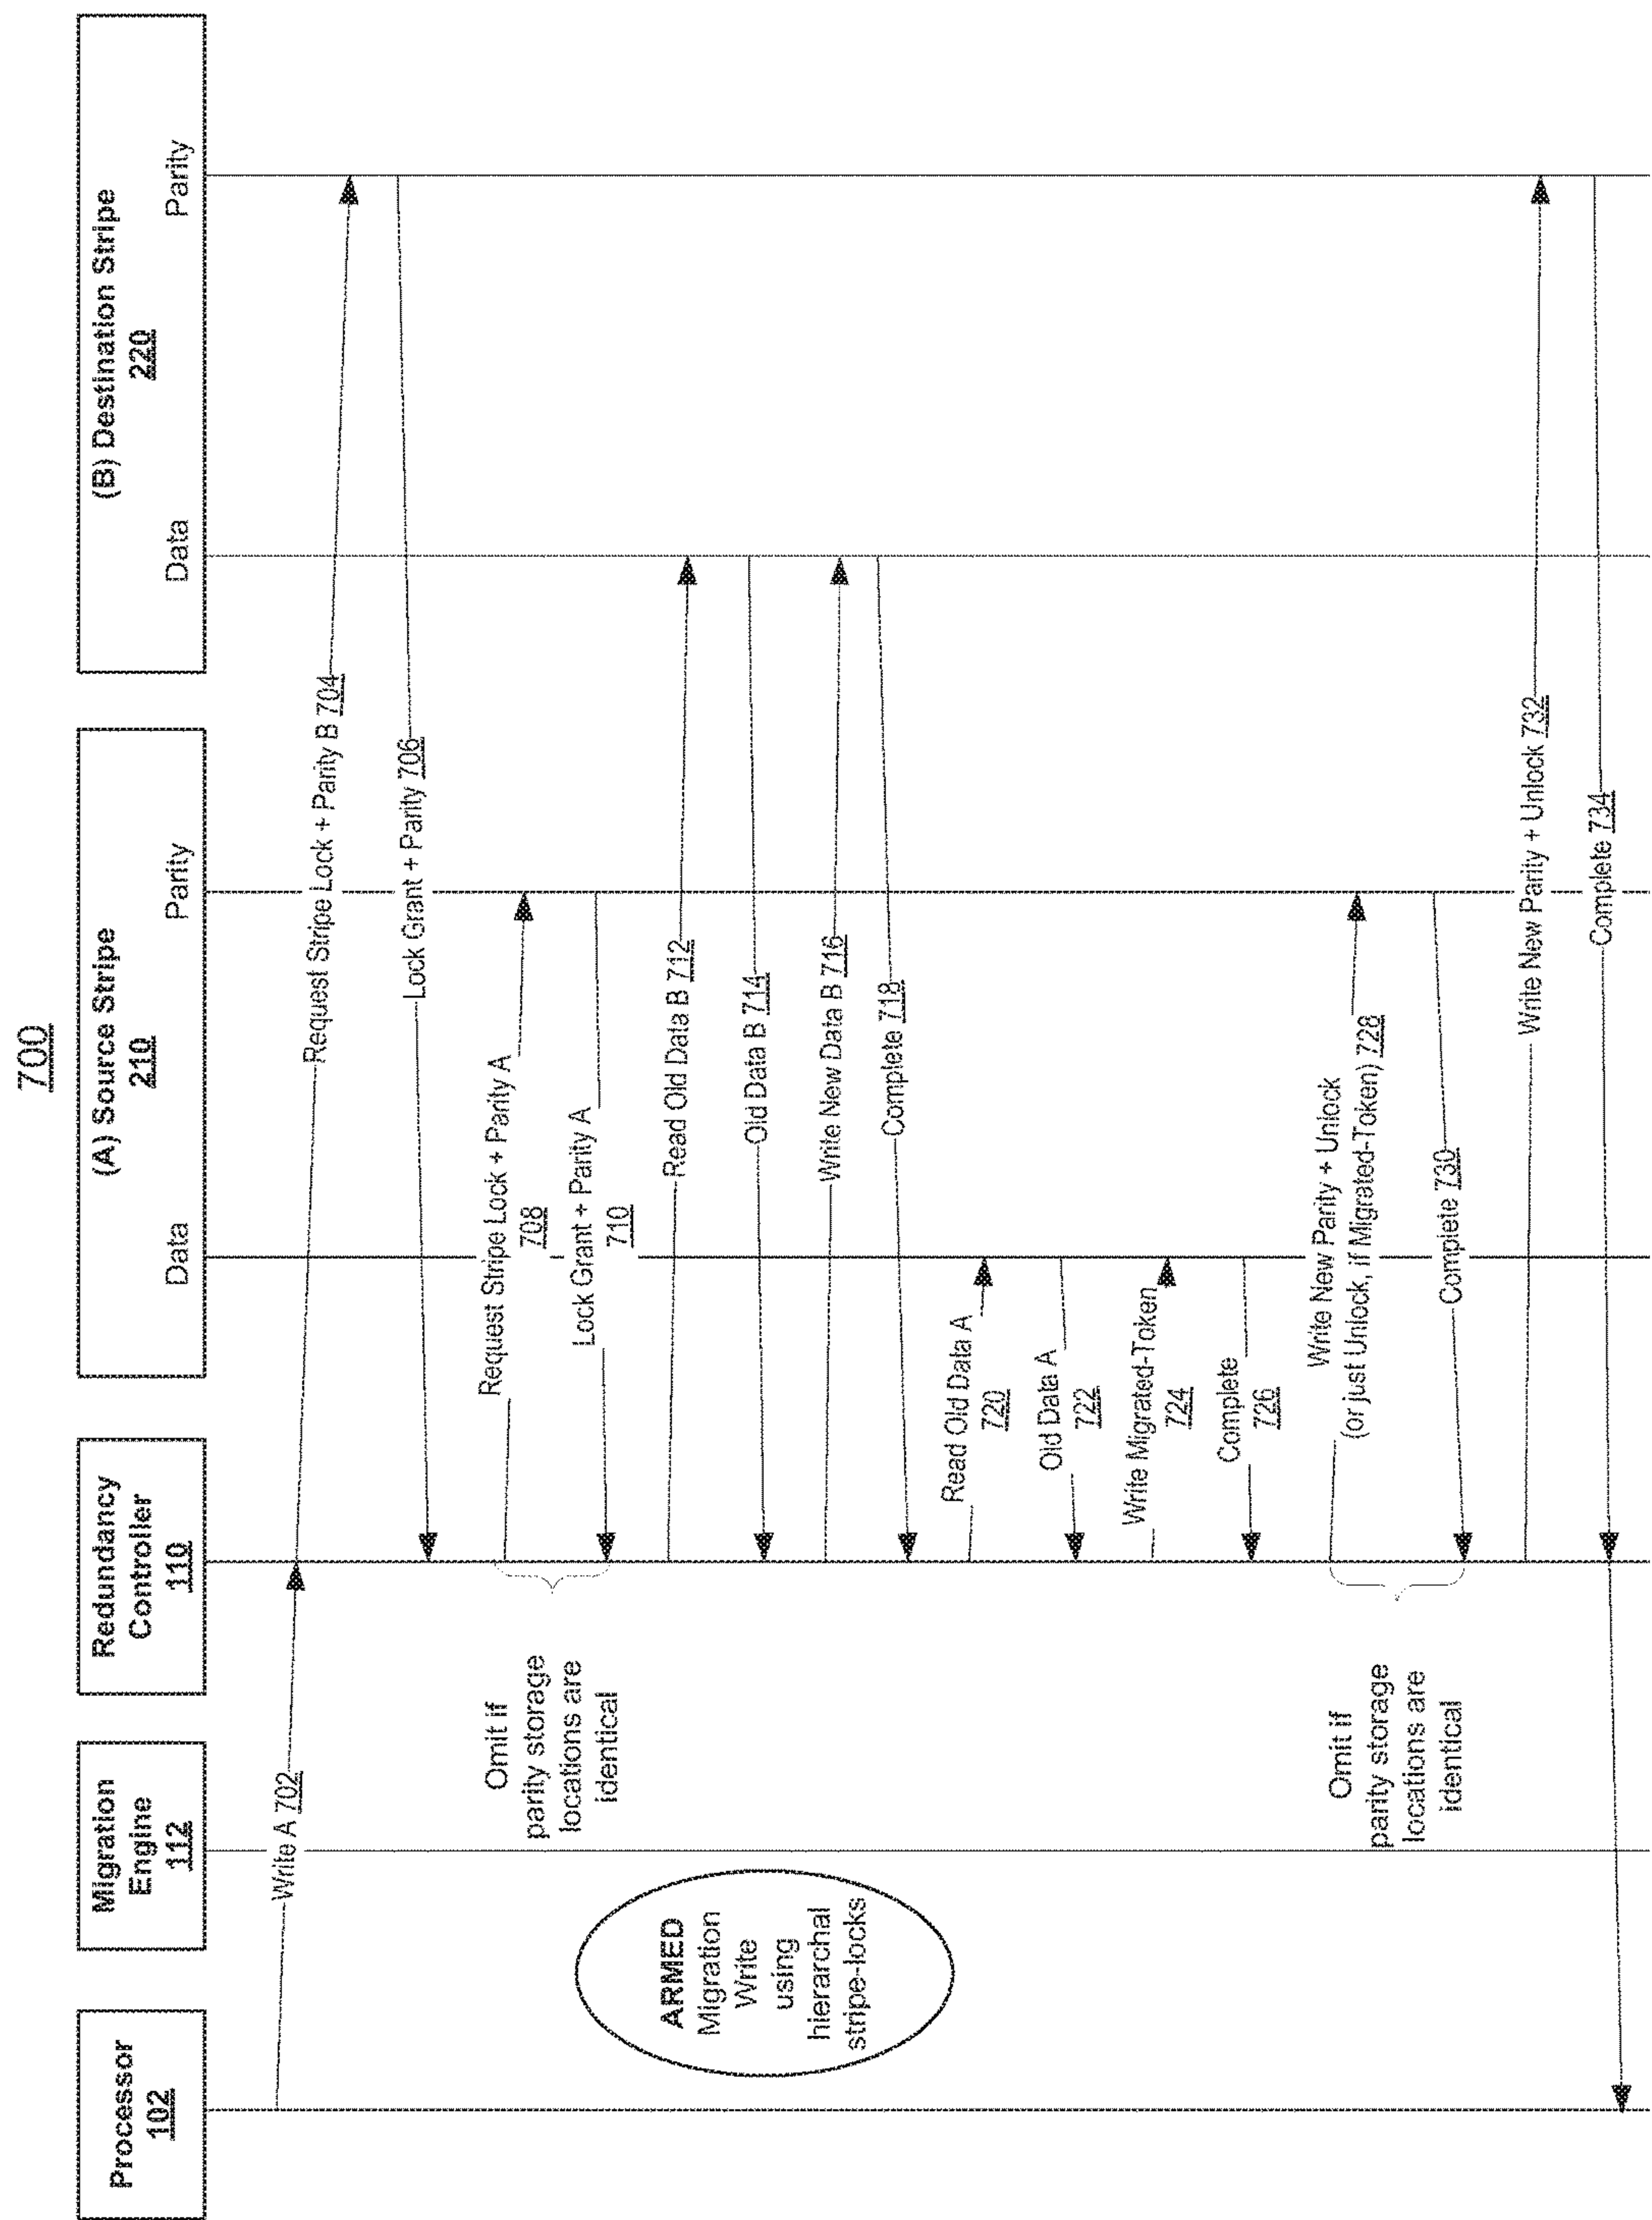 700
Processor
102
Migration
Engine
112
Redundancy
Controller
110
(A) Source Stripe
210
Data
Parity
(B) Destination Stripe
220
Data
Parity
Write A 702
Request Stripe Lock + Parity B 704
Lock Grant + Parity 706
Omit if
parity storage
locations are
identical
Request Stripe Lock + Parity A
708
Lock Grant + Parity A
710
ARMED
Migration
Write
using
hierarchal
stripe-locks
Read Old Data B 712
Old Data B 714
Write New Data B 716
Complete 718
Read Old Data A
720
Old Data A
722
Write Migrated-Token
724
Complete
726
Omit if
parity storage
locations are
identical
Write New Parity + Unlock
(or just Unlock, if Migrated-Token) 728
Complete 730
Write New Parity + Unlock 732
Complete 734